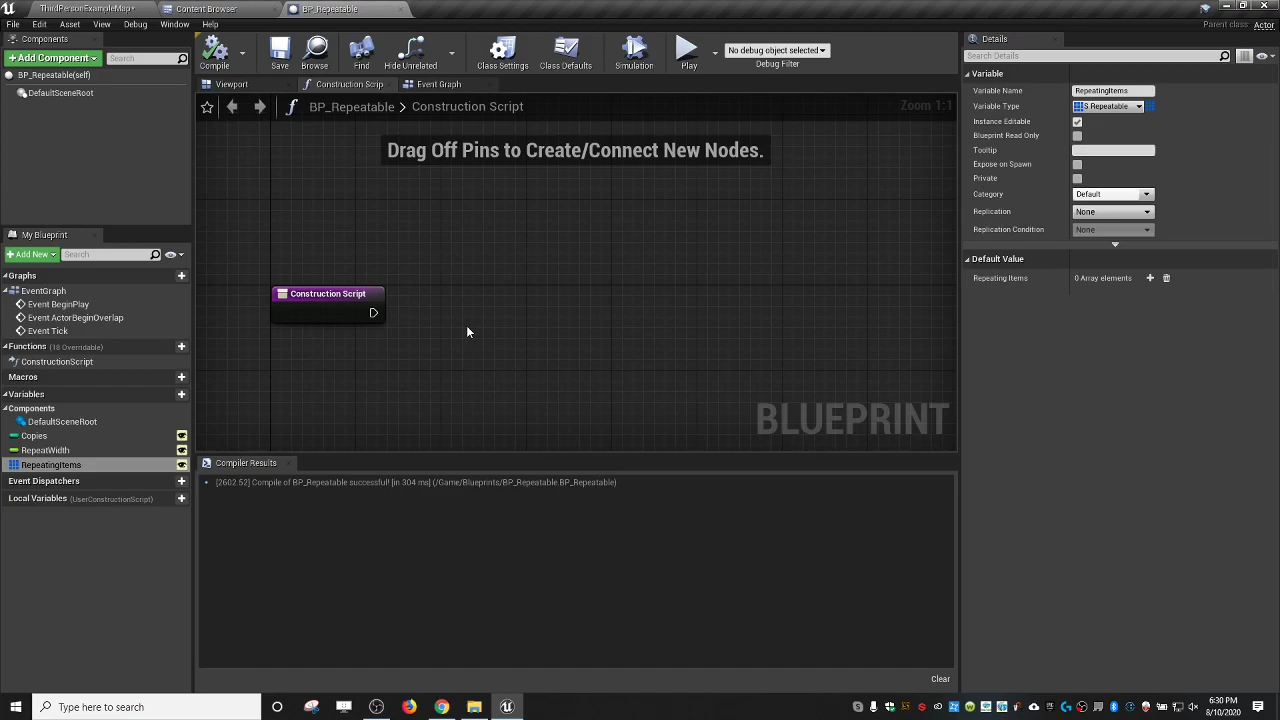 ThirdPersonExampleMap*
Content Browser
BP_Repeatable
File Edit Asset View Debug Window Help
Parent class: Actor
Components
+Add Component
Search
BP_Repeatable(self)
DefaultSceneRoot
Compile
Save
Browse
Find
Hide Unrelated
Class Settings
Class Defaults
Simulation
Play
No debug object selected
Debug Filter
Viewport
Construction Scrip
Event Graph
BP_Repeatable > Construction Script
Zoom 1:1
Drag Off Pins to Create/Connect New Nodes.
Construction Script
BLUEPRINT
My Blueprint
+Add New
Search
Graphs
EventGraph
Event BeginPlay
Event ActorBeginOverlap
Event Tick
Functions (18 Overridable)
ConstructionScript
Macros
Variables
Components
DefaultSceneRoot
Copies
RepeatWidth
RepeatingItems
Event Dispatchers
Local Variables (UserConstructionScript)
Compiler Results
[2602.52] Compile of BP_Repeatable successful! [in 304 ms] (/Game/Blueprints/BP_Repeatable.BP_Repeatable)
Clear
Details
Search Details
Variable
Variable Name RepeatingItems
Variable Type S Repeatable
Instance Editable
Blueprint Read Only
Tooltip
Expose on Spawn
Private
Category Default
Replication None
Replication Condition None
Default Value
Repeating Items 0 Array elements
Type here to search
6:30 PM
8/10/2020